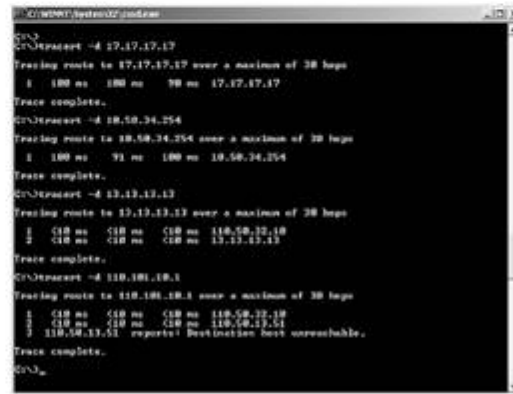 C:\WINNT\System32\cmd.exe
C:\>
C:\>tracert -d 17.17.17.17
Tracing route to 17.17.17.17 over a maximum of 30 hops
1 100 ms 100 ms 90 ms 17.17.17.17
Trace complete.
C:\>tracert -d 10.50.34.254
Tracing route to 10.50.34.254 over a maximum of 30 hops
1 100 ms 91 ms 100 ms 10.50.34.254
Trace complete.
C:\>tracert -d 13.13.13.13
Tracing route to 13.13.13.13 over a maximum of 30 hops
1 <10 ms <10 ms <10 ms 110.50.32.10
2 <10 ms <10 ms <10 ms 13.13.13.13
Trace complete.
C:\>tracert -d 110.101.10.1
Tracing route to 110.101.10.1 over a maximum of 30 hops
1 <10 ms <10 ms <10 ms 110.50.32.10
2 <10 ms <10 ms <10 ms 110.50.13.51
3 110.50.13.51 reports: Destination host unreachable.
Trace complete.
C:\>_